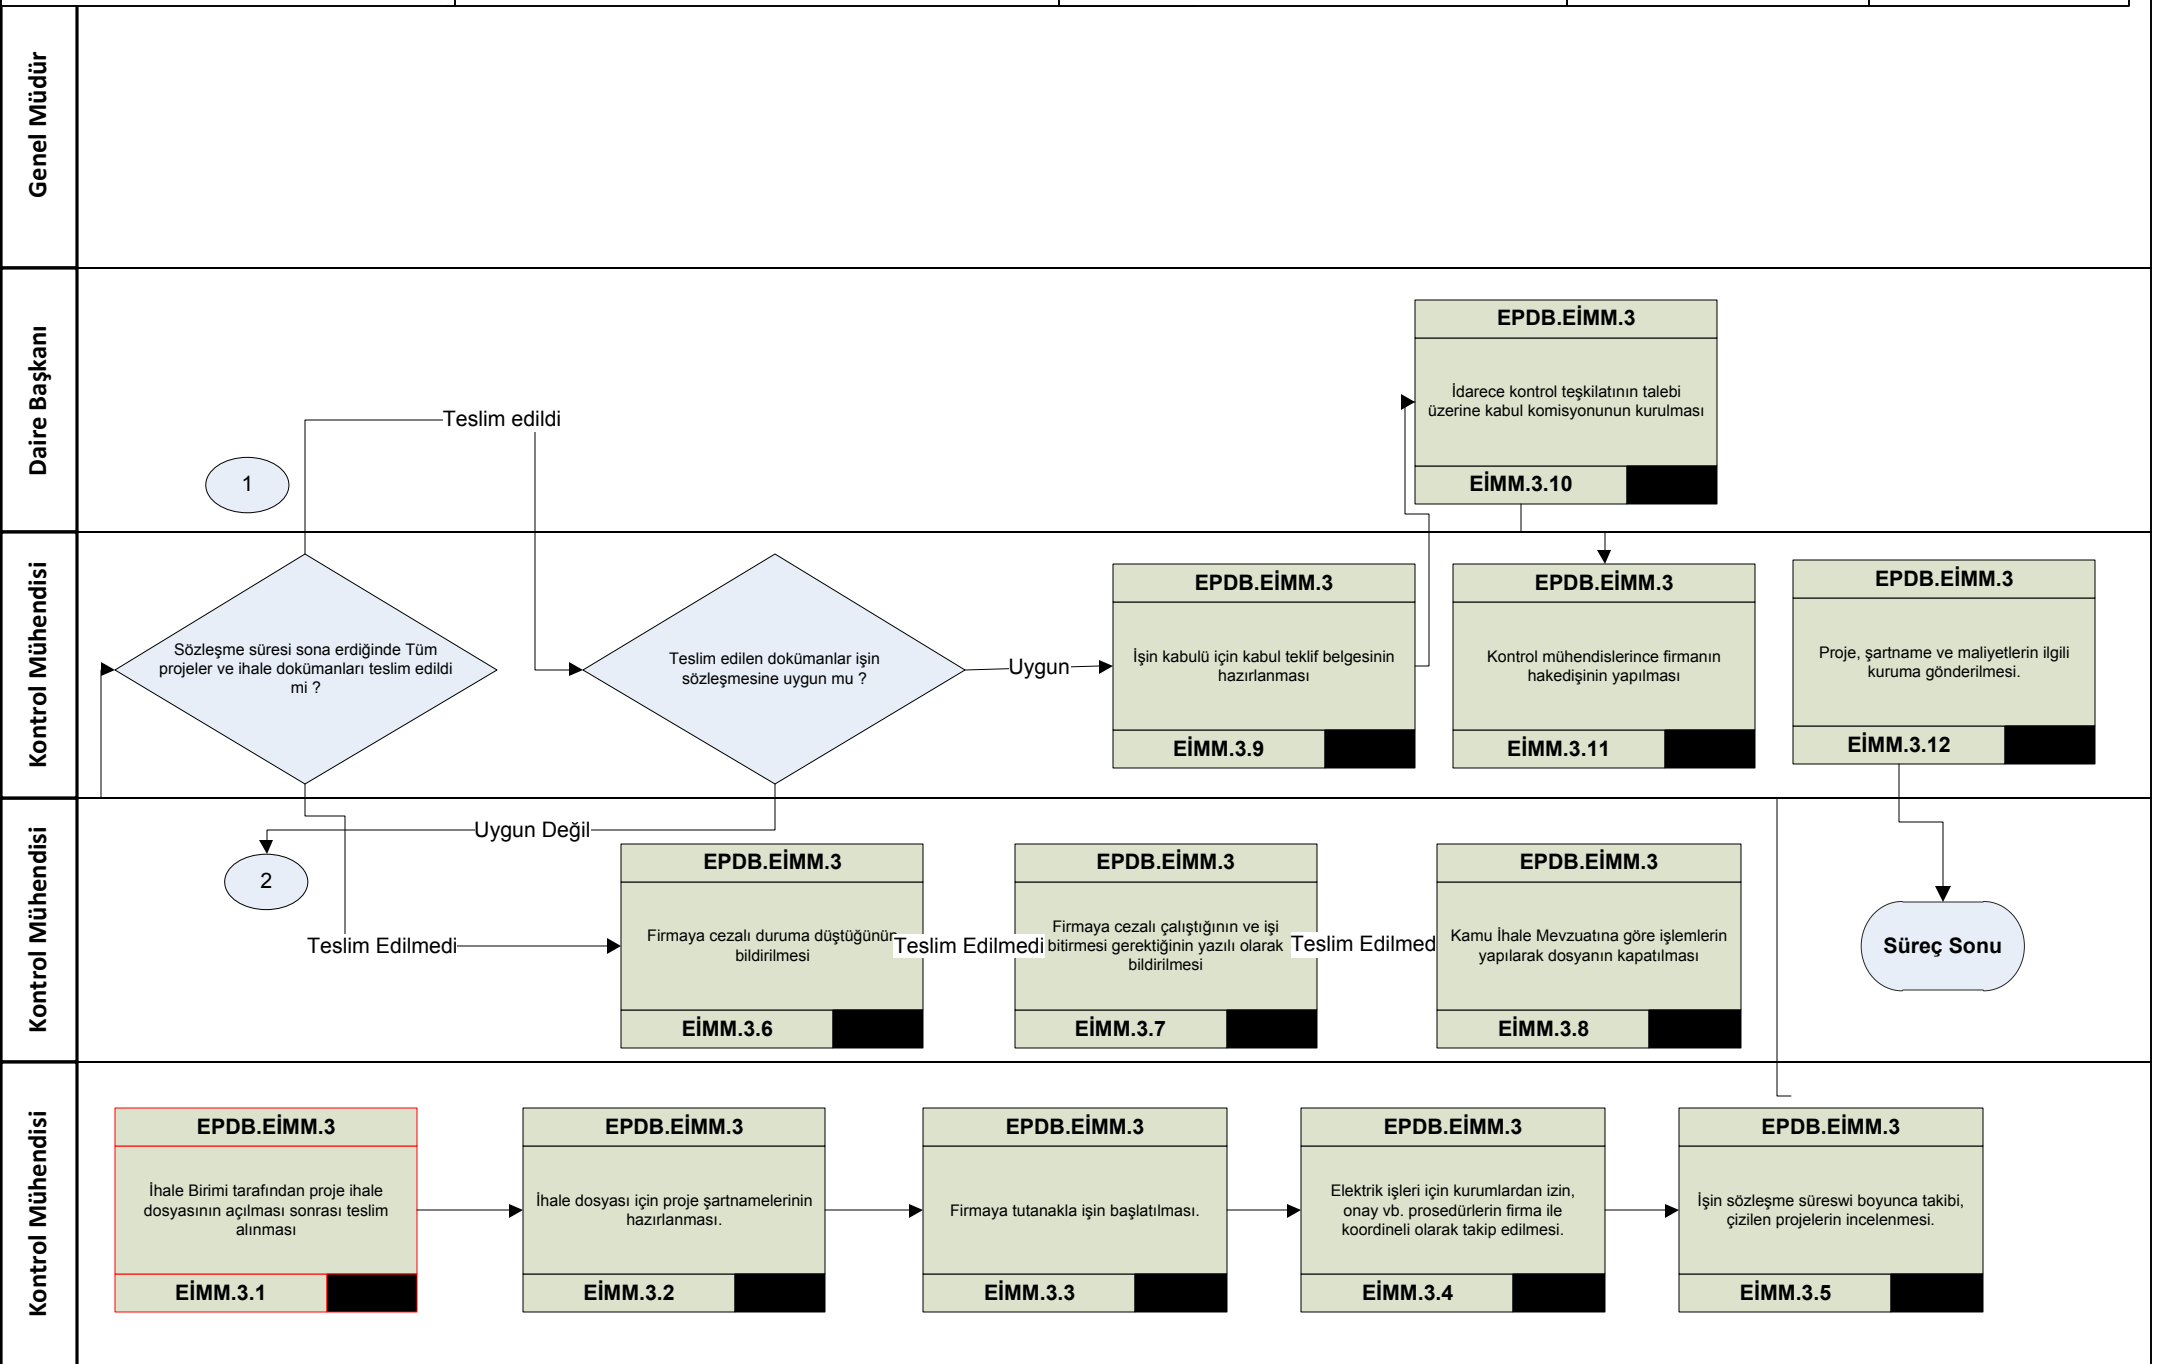 Genel Müdür
Daire Başkanı
EPDB.EİMM.3
İdarece kontrol teşkilatının talebi
üzerine kabul komisyonunun kurulması
EİMM.3.10
Teslim edildi
1
Kontrol Mühendisi
Sözleşme süresi sona erdiğinde Tüm
projeler ve ihale dokümanları teslim edildi
mi ?
Teslim edilen dokümanlar işin
sözleşmesine uygun mu ?
Uygun
EPDB.EİMM.3
İşin kabulü için kabul teklif belgesinin
hazırlanması
EİMM.3.9
EPDB.EİMM.3
Kontrol mühendislerince firmanın
hakedişinin yapılması
EİMM.3.11
EPDB.EİMM.3
Proje, şartname ve maliyetlerin ilgili
kuruma gönderilmesi.
EİMM.3.12
Kontrol Mühendisi
Uygun Değil
2
Teslim Edilmedi
EPDB.EİMM.3
Firmaya cezalı duruma düştüğünün
bildirilmesi
EİMM.3.6
Teslim Edilmedi
EPDB.EİMM.3
Firmaya cezalı çalıştığının ve işi
bitirmesi gerektiğinin yazılı olarak
bildirilmesi
EİMM.3.7
Teslim Edilmed
EPDB.EİMM.3
Kamu İhale Mevzuatına göre işlemlerin
yapılarak dosyanın kapatılması
EİMM.3.8
Süreç Sonu
Kontrol Mühendisi
EPDB.EİMM.3
İhale Birimi tarafından proje ihale
dosyasının açılması sonrası teslim
alınması
EİMM.3.1
EPDB.EİMM.3
İhale dosyası için proje şartnamelerinin
hazırlanması.
EİMM.3.2
EPDB.EİMM.3
Firmaya tutanakla işin başlatılması.
EİMM.3.3
EPDB.EİMM.3
Elektrik işleri için kurumlardan izin,
onay vb. prosedürlerin firma ile
koordineli olarak takip edilmesi.
EİMM.3.4
EPDB.EİMM.3
İşin sözleşme süreswi boyunca takibi,
çizilen projelerin incelenmesi.
EİMM.3.5